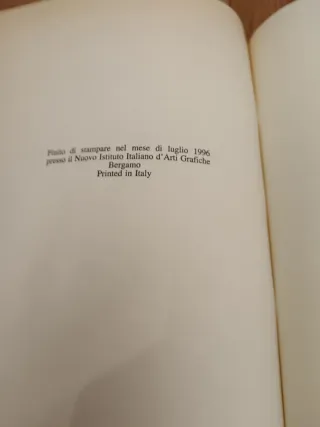 Finito di stampare nel mese di luglio 1996
presso il Nuovo Istituto Italiano d'Arti Grafiche
Bergamo
Printed in Italy